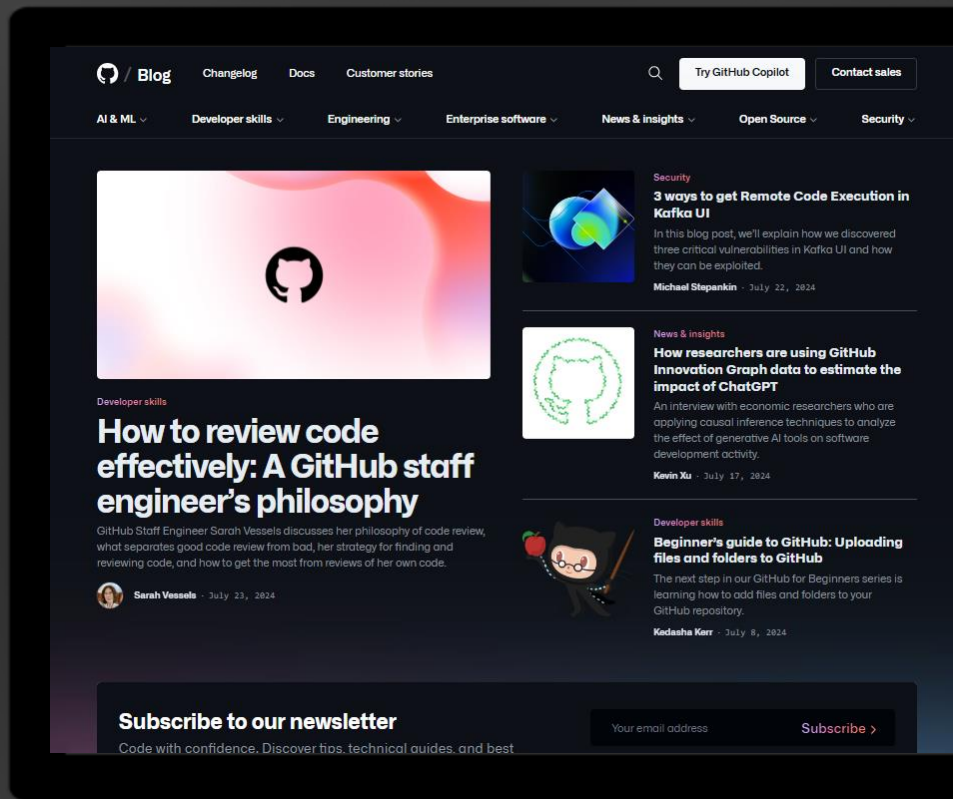 / Blog
Changelog
Docs
Customer stories
Try GitHub Copilot
Contact sales
AI & ML
Developer skills
Engineering
Enterprise software
News & insights
Open Source
Security
Developer skills
How to review code
effectively: A GitHub staff
engineer’s philosophy
GitHub Staff Engineer Sarah Vessels discusses her philosophy of code review,
what separates good code review from bad, her strategy for finding and
reviewing code, and how to get the most from reviews of her own code.
Sarah Vessels · July 23, 2024
Security
3 ways to get Remote Code Execution in
Kafka UI
In this blog post, we'll explain how we discovered
three critical vulnerabilities in Kafka UI and how
they can be exploited.
Michael Stepankin · July 22, 2024
News & insights
How researchers are using GitHub
Innovation Graph data to estimate the
impact of ChatGPT
An interview with economic researchers who are
applying causal inference techniques to analyze
the effect of generative AI tools on software
development activity.
Kevin Xu · July 17, 2024
Developer skills
Beginner’s guide to GitHub: Uploading
files and folders to GitHub
The next step in our GitHub for Beginners series is
learning how to add files and folders to your
GitHub repository.
Kedasha Kerr · July 8, 2024
Subscribe to our newsletter
Code with confidence. Discover tips, technical guides, and best
Your email address
Subscribe